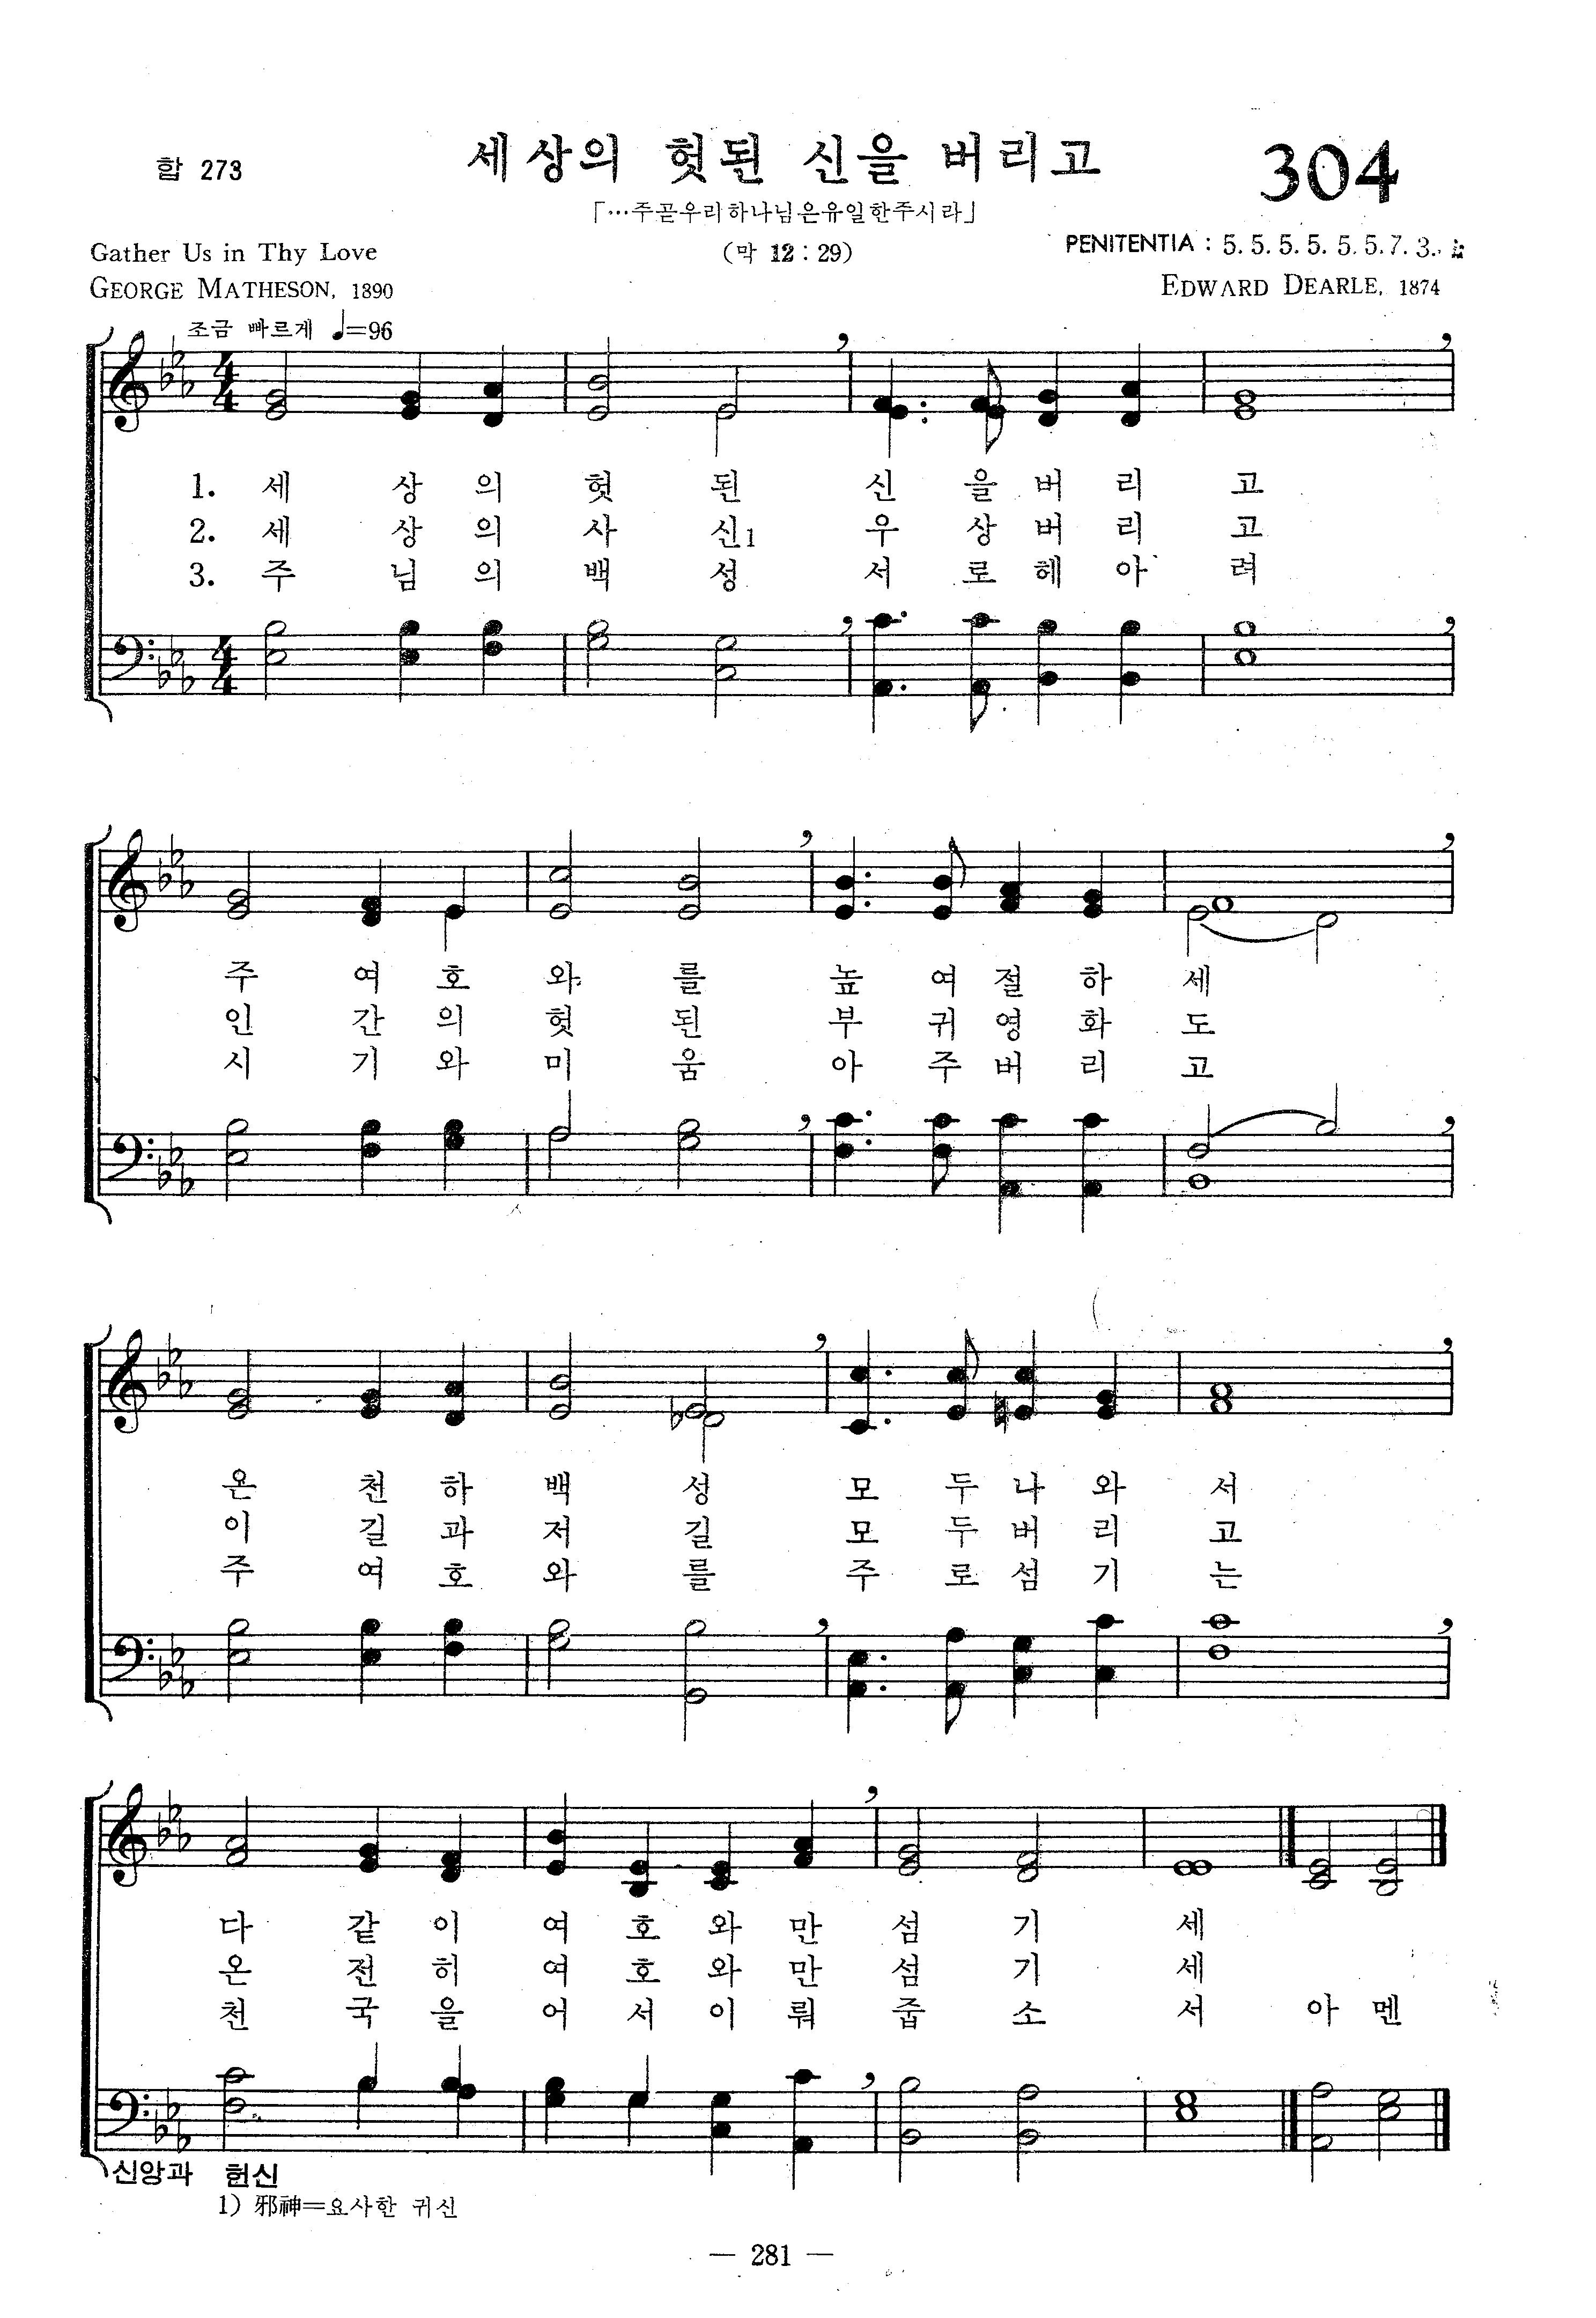 합 273
세상의 헛된 신을 버리고
304
「…주곧우리하나님은유일한주시라」
Gather Us in Thy Love
(막 12 : 29)
PENITENTIA : 5. 5. 5. 5. 5. 5. 7. 3.
GEORGE MATHESON, 1890
EDWARD DEARLE, 1874
조금 빠르게 ♩=96
1. 세 상 의 헛 된 신 을 버 리 고
2. 세 상 의 사 신1 우 상 버 리 고
3. 주 님 의 백 성 서 로 헤 아 려
주 여 호 와 를 높 여 절 하 세
인 간 의 헛 된 부 귀 영 화 도
시 기 와 미 움 아 주 버 리 고
온 천 하 백 성 모 두 나 와 서
이 길 과 저 길 모 두 버 리 고
주 여 호 와 를 주 로 섬 기 는
다 같 이 여 호 와 만 섬 기 세
온 전 히 여 호 와 만 섬 기 세
천 국 을 어 서 이 뤄 줍 소 서 아 멘
신앙과 헌신
1) 邪神=요사한 귀신
— 281 —